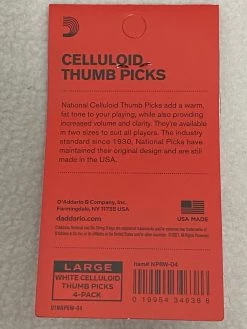 CELLULOID
THUMB PICKS
National Celluloid Thumb Picks add a warm,
fat tone to your playing, while also providing
increased volume and clarity. They're available
in two sizes to suit all players. The industry
standard since 1930, National Picks have
maintained their original design and are still
made in the USA.
D'Addario & Company, Inc.
Farmingdale, NY 11735 USA
daddario.com
USA MADE
LARGE
WHITE CELLULOID
THUMB PICKS
4-PACK
Item# NP8W-04